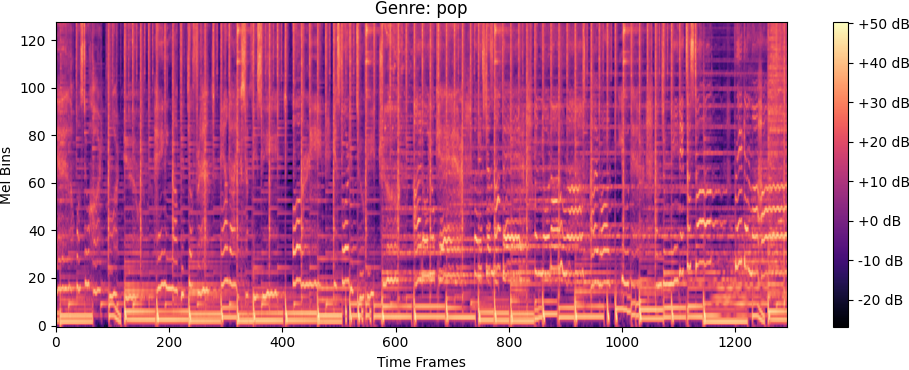 Genre: pop
Mel Bins
120
100
80
60
40
20
0
0 200 400 600 800 1000 1200
Time Frames
+50 dB
+40 dB
+30 dB
+20 dB
+10 dB
+0 dB
-10 dB
-20 dB